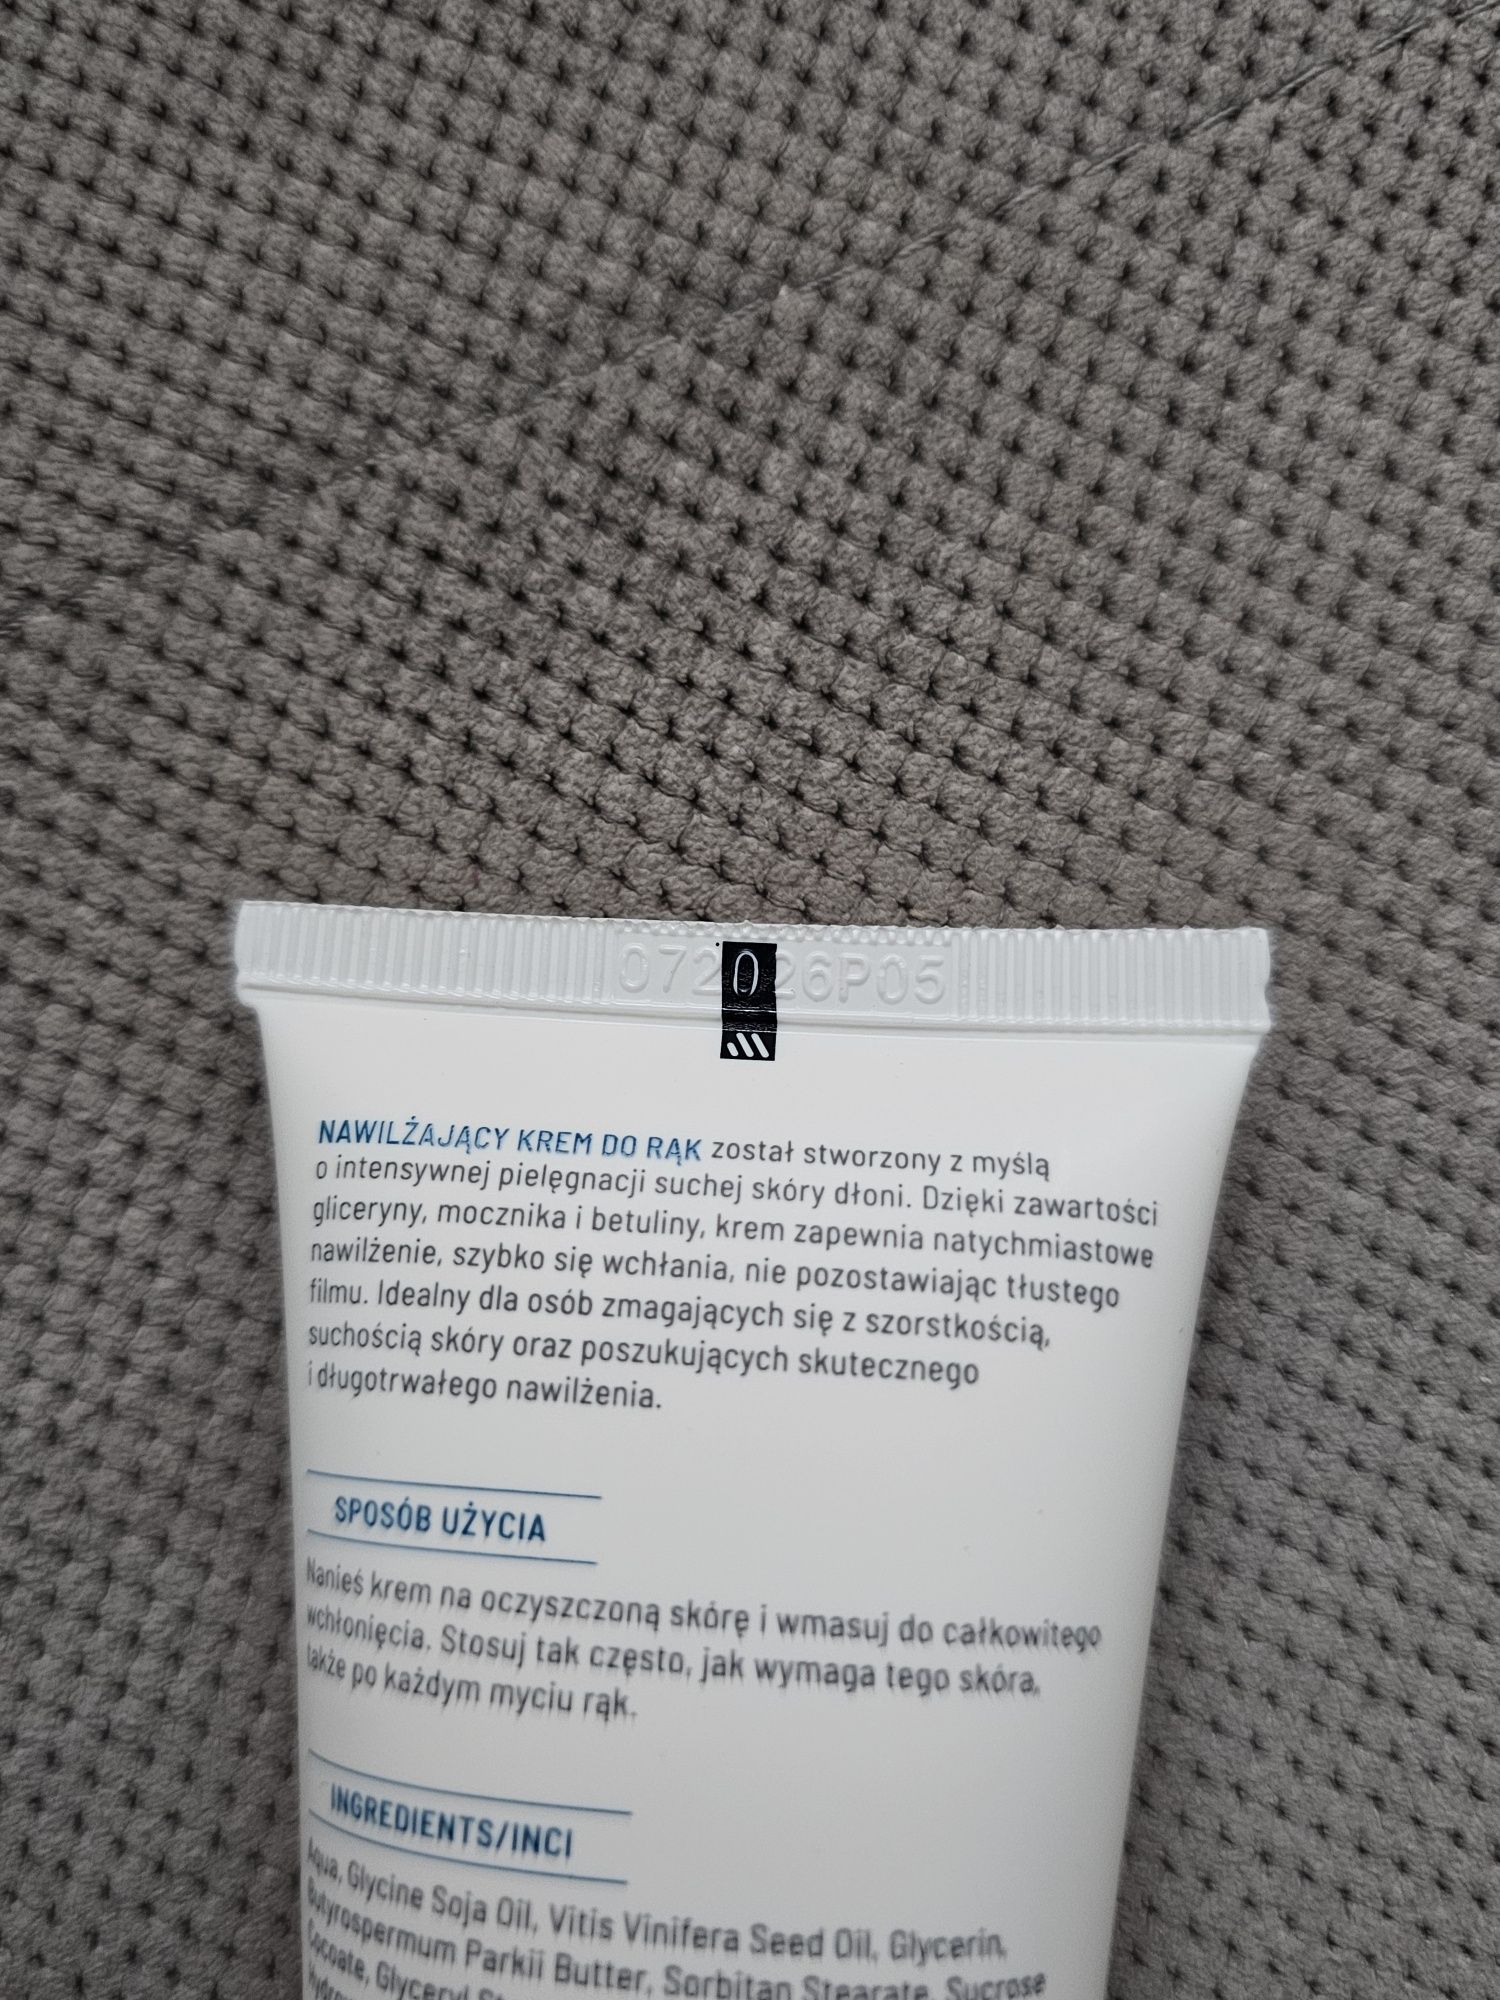 072026P05
NAWILŻAJĄCY KREM DO RĄK został stworzony z myślą
o intensywnej pielęgnacji suchej skóry dłoni. Dzięki zawartości
gliceryny, mocznika i betuliny, krem zapewnia natychmiastowe
nawilżenie, szybko się wchłania, nie pozostawiając tłustego
filmu. Idealny dla osób zmagających się z szorstkością,
suchością skóry oraz poszukujących skutecznego
i długotrwałego nawilżenia.
SPOSÓB UŻYCIA
Nanieś krem na oczyszczoną skórę i wmasuj do całkowitego
wchłonięcia. Stosuj tak często, jak wymaga tego skóra,
także po każdym myciu rąk.
INGREDIENTS/INCI
Aqua, Glycine Soja Oil, Vitis Vinifera Seed Oil, Glycerin,
Butyrospermum Parkii Butter, Sorbitan Stearate, Sucrose
Cocoate, Glyceryl